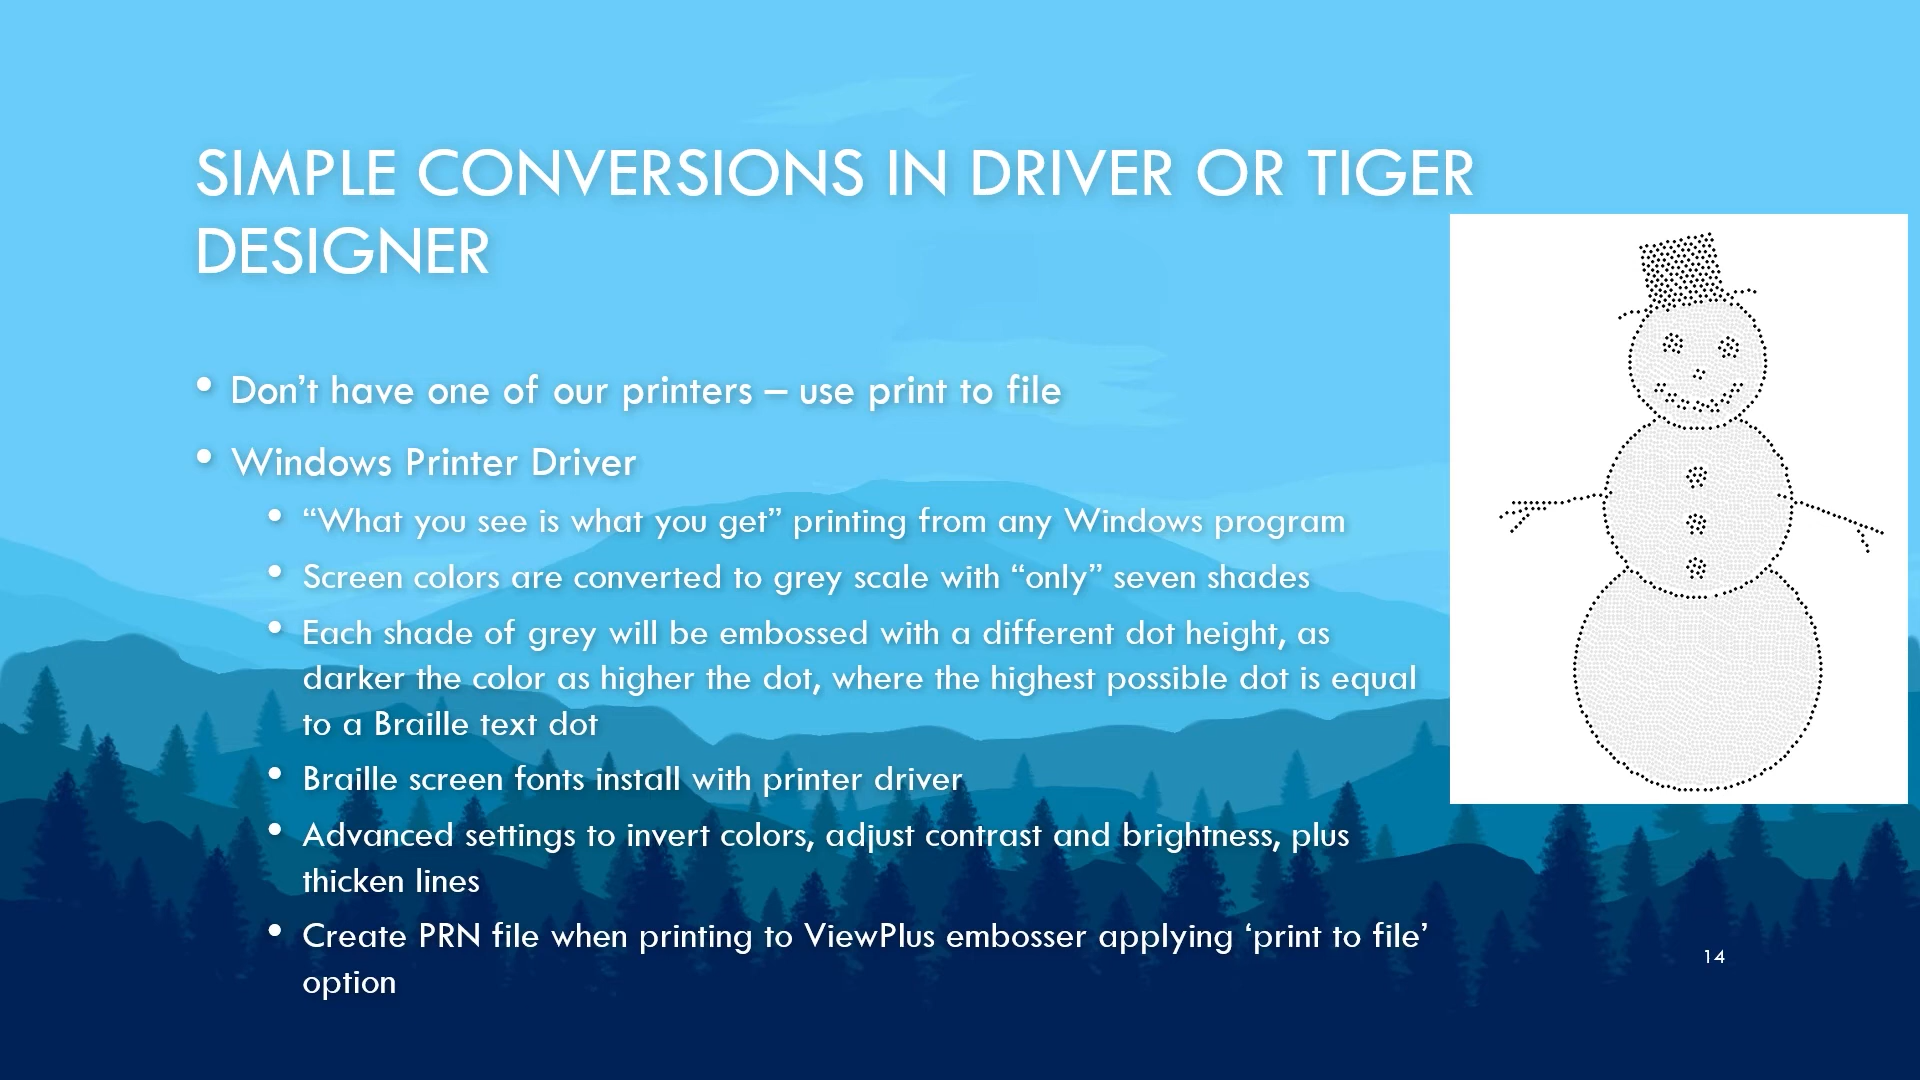 SIMPLE CONVERSIONS IN DRIVER OR TIGER
DESIGNER
• Don’t have one of our printers – use print to file
• Windows Printer Driver
• “What you see is what you get” printing from any Windows program
• Screen colors are converted to grey scale with “only” seven shades
• Each shade of grey will be embossed with a different dot height, as
darker the color as higher the dot, where the highest possible dot is equal
to a Braille text dot
• Braille screen fonts install with printer driver
• Advanced settings to invert colors, adjust contrast and brightness, plus
thicken lines
• Create PRN file when printing to ViewPlus embosser applying ‘print to file’
option
14